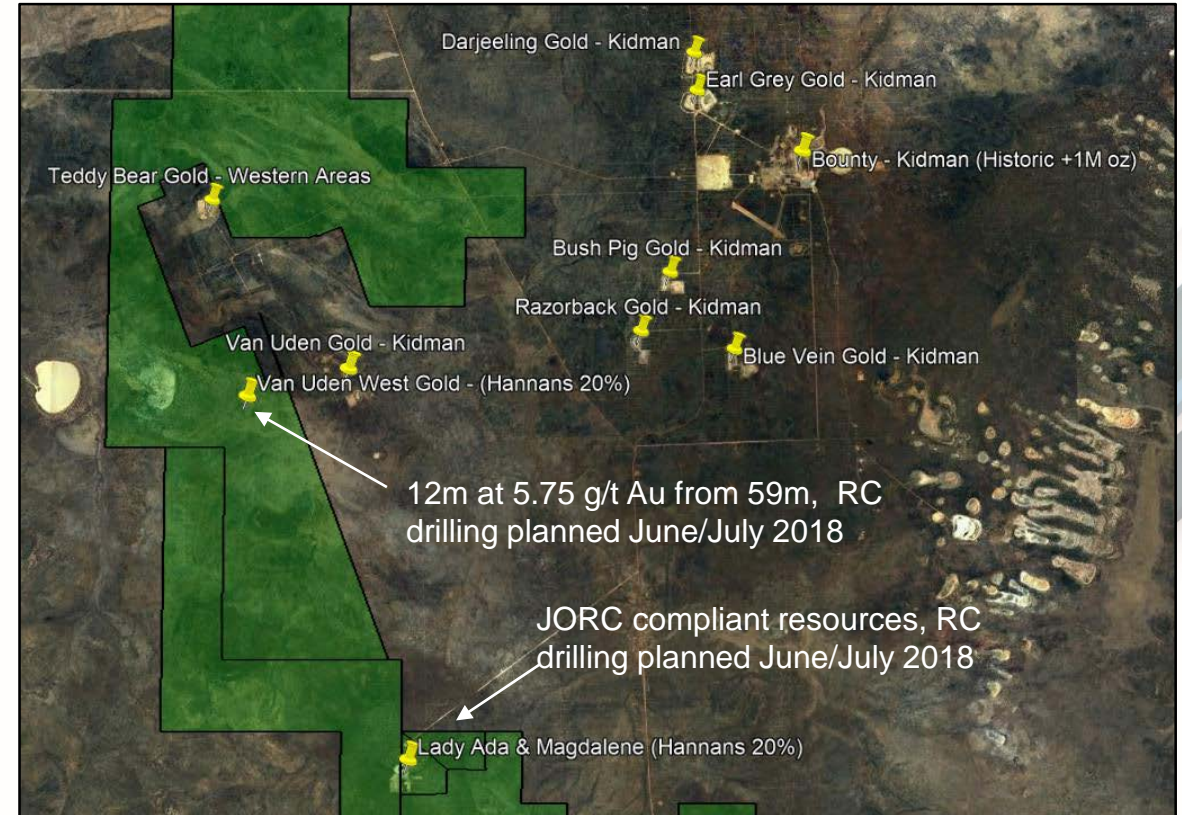 Darjeeling Gold - Kidman
Earl Grey Gold - Kidman
Bounty - Kidman (Historic +1M oz)
Teddy Bear Gold - Western Areas
Bush Pig Gold - Kidman
Razorback Gold - Kidman
Van Uden Gold - Kidman
Blue Vein Gold - Kidman
Van Uden West Gold - (Hannans 20%)
12m at 5.75 g/t Au from 59m, RC
drilling planned June/July 2018
JORC compliant resources, RC
drilling planned June/July 2018
Lady Ada & Magdalene (Hannans 20%)